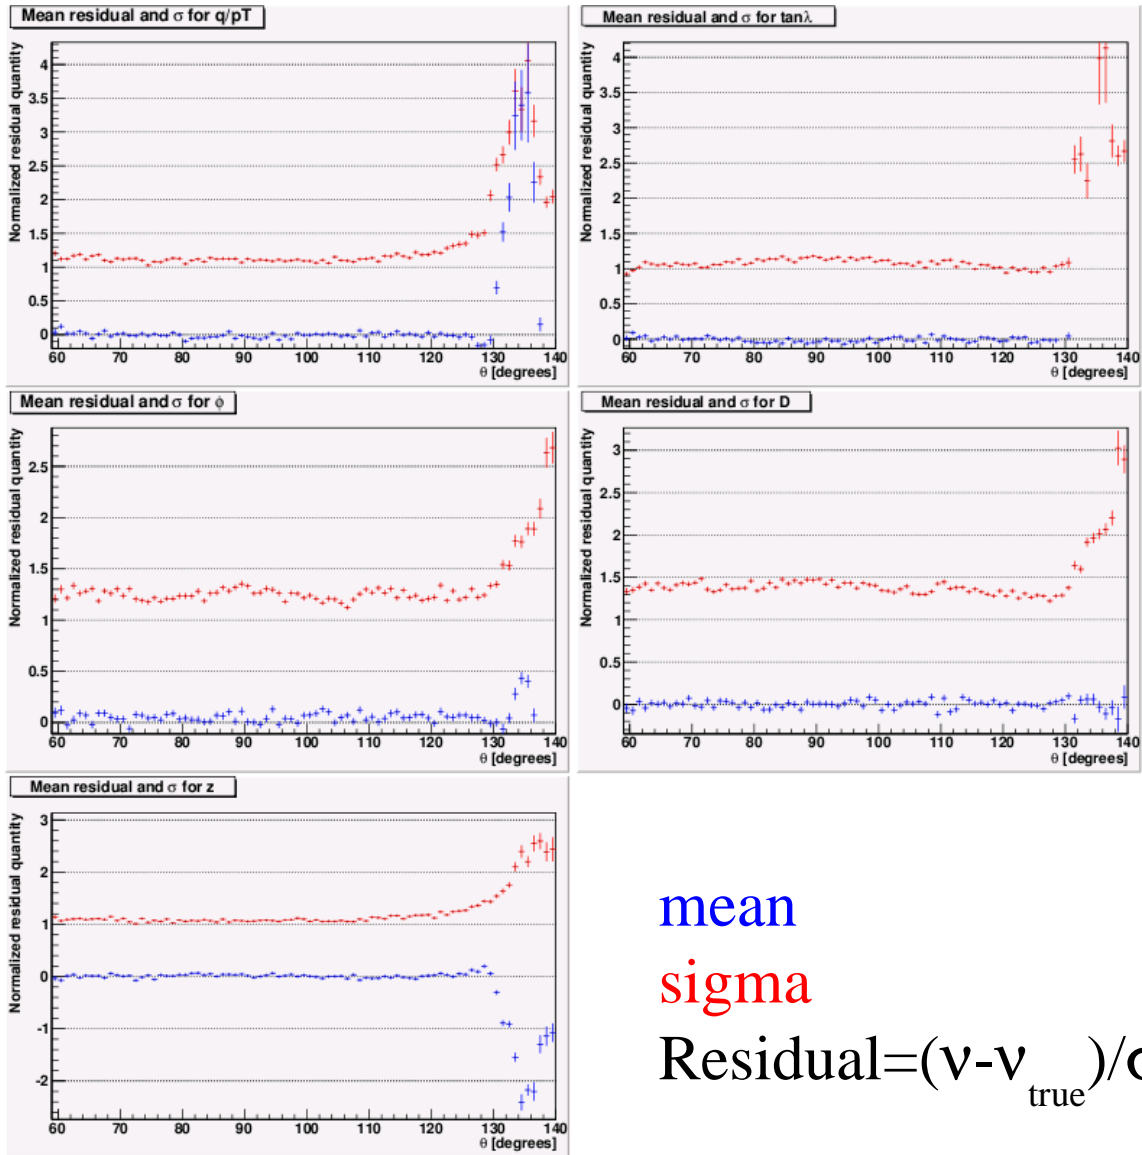 Mean residual and σ for q/pT
Normalized residual quantity
4
3.5
3
2.5
2
1.5
1
0.5
0
60 70 80 90 100 110 120 130 140
θ [degrees]
Mean residual and σ for tanλ
Normalized residual quantity
4
3.5
3
2.5
2
1.5
1
0.5
0
60 70 80 90 100 110 120 130 140
θ [degrees]
Mean residual and σ for ϕ
Normalized residual quantity
2.5
2
1.5
1
0.5
0
60 70 80 90 100 110 120 130 140
θ [degrees]
Mean residual and σ for D
Normalized residual quantity
3
2.5
2
1.5
1
0.5
0
60 70 80 90 100 110 120 130 140
θ [degrees]
Mean residual and σ for z
Normalized residual quantity
3
2
1
0
-1
-2
60 70 80 90 100 110 120 130 140
θ [degrees]
mean
sigma
Residual=(ν-ν_true)/